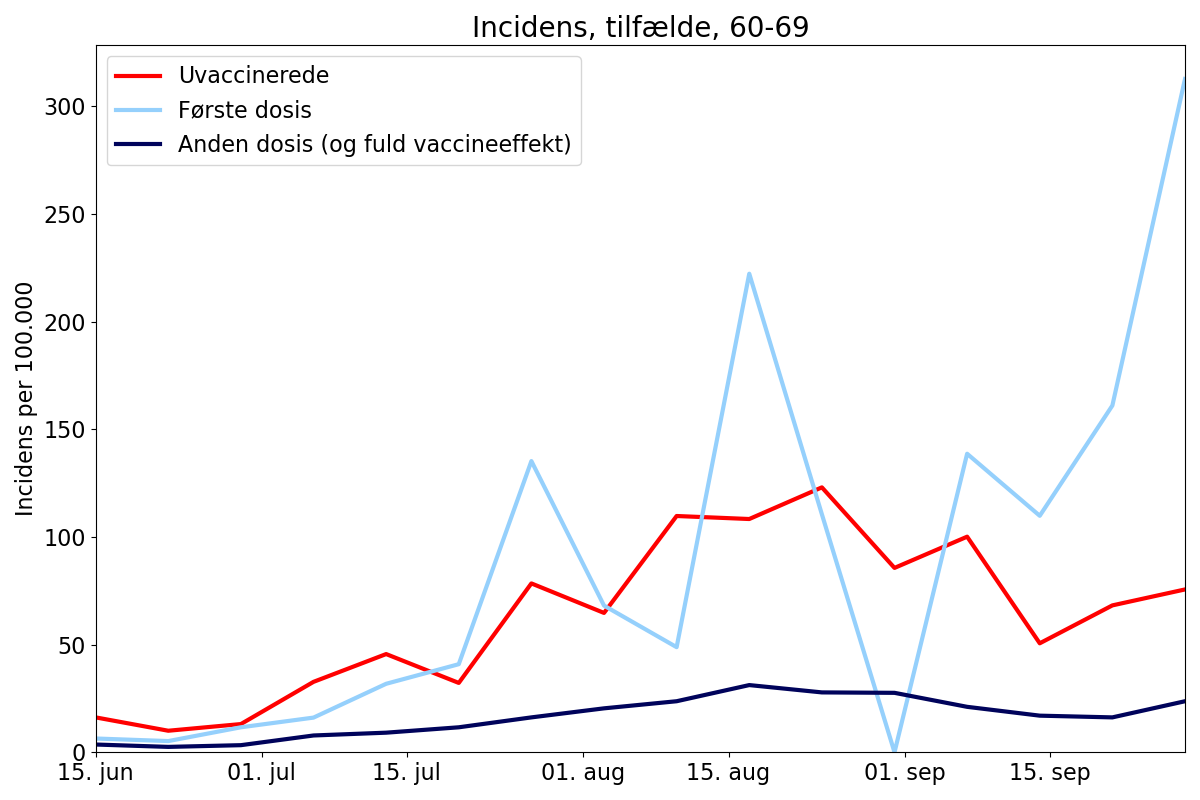 Incidens, tilfælde, 60-69
Uvaccinerede
Første dosis
Anden dosis (og fuld vaccineeffekt)
Incidens per 100.000
300
250
200
150
100
50
0
15. jun 01. jul 15. jul 01. aug 15. aug 01. sep 15. sep